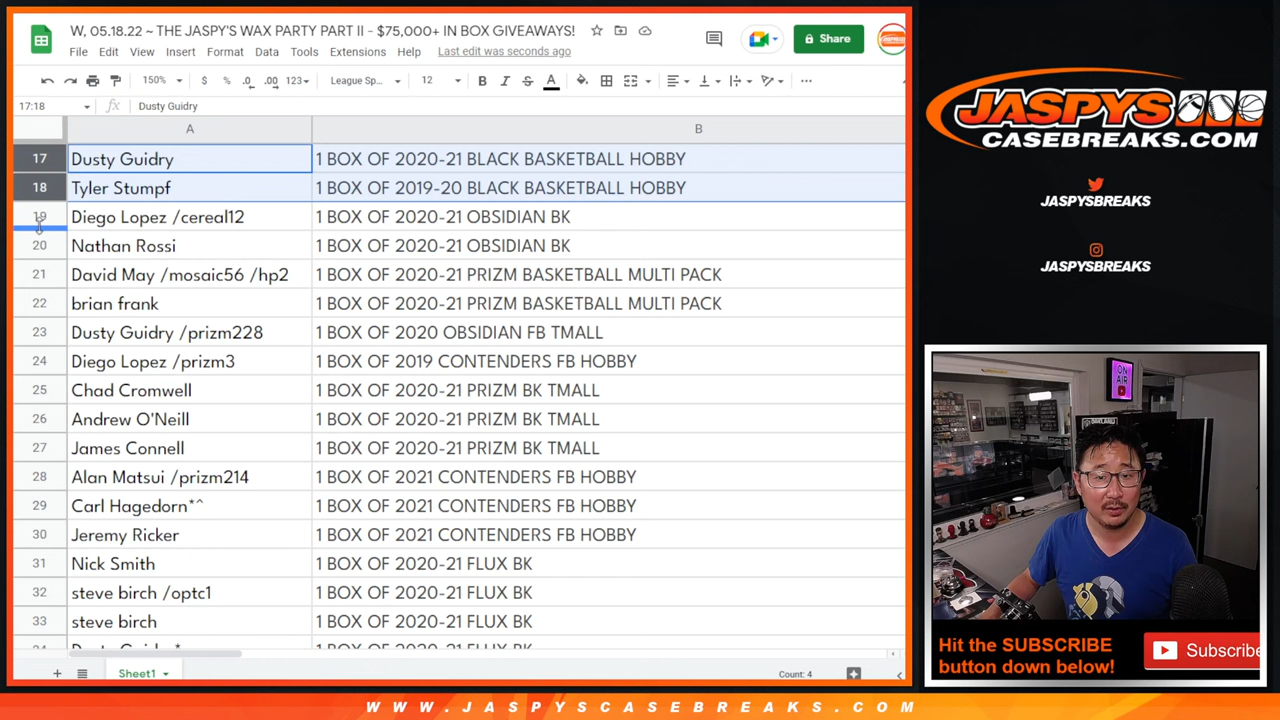 W, 05.18.22 ~ THE JASPY'S WAX PARTY PART II - $75,000+ IN BOX GIVEAWAYS!
File Edit View Insert Format Data Tools Extensions Help Last edit was seconds ago
Share
150% $ % .0 .00 123 League Sp... 12 B I S A
17:18 fx Dusty Guidry
A B
17 Dusty Guidry 1 BOX OF 2020-21 BLACK BASKETBALL HOBBY
18 Tyler Stumpf 1 BOX OF 2019-20 BLACK BASKETBALL HOBBY
19 Diego Lopez /cereal12 1 BOX OF 2020-21 OBSIDIAN BK
20 Nathan Rossi 1 BOX OF 2020-21 OBSIDIAN BK
21 David May /mosaic56 /hp2 1 BOX OF 2020-21 PRIZM BASKETBALL MULTI PACK
22 brian frank 1 BOX OF 2020-21 PRIZM BASKETBALL MULTI PACK
23 Dusty Guidry /prizm228 1 BOX OF 2020 OBSIDIAN FB TMALL
24 Diego Lopez /prizm3 1 BOX OF 2019 CONTENDERS FB HOBBY
25 Chad Cromwell 1 BOX OF 2020-21 PRIZM BK TMALL
26 Andrew O'Neill 1 BOX OF 2020-21 PRIZM BK TMALL
27 James Connell 1 BOX OF 2020-21 PRIZM BK TMALL
28 Alan Matsui /prizm214 1 BOX OF 2021 CONTENDERS FB HOBBY
29 Carl Hagedorn*^ 1 BOX OF 2021 CONTENDERS FB HOBBY
30 Jeremy Ricker 1 BOX OF 2021 CONTENDERS FB HOBBY
31 Nick Smith 1 BOX OF 2020-21 FLUX BK
32 steve birch /optc1 1 BOX OF 2020-21 FLUX BK
33 steve birch 1 BOX OF 2020-21 FLUX BK
Sheet1 Count: 4
JASPYS
CASEBREAKS.COM
JASPYSBREAKS
JASPYSBREAKS
ON
AIR
OAKLAND
Hit the SUBSCRIBE
button down below!
Subscribe
WWW.JASPYSCASEBREAKS.COM